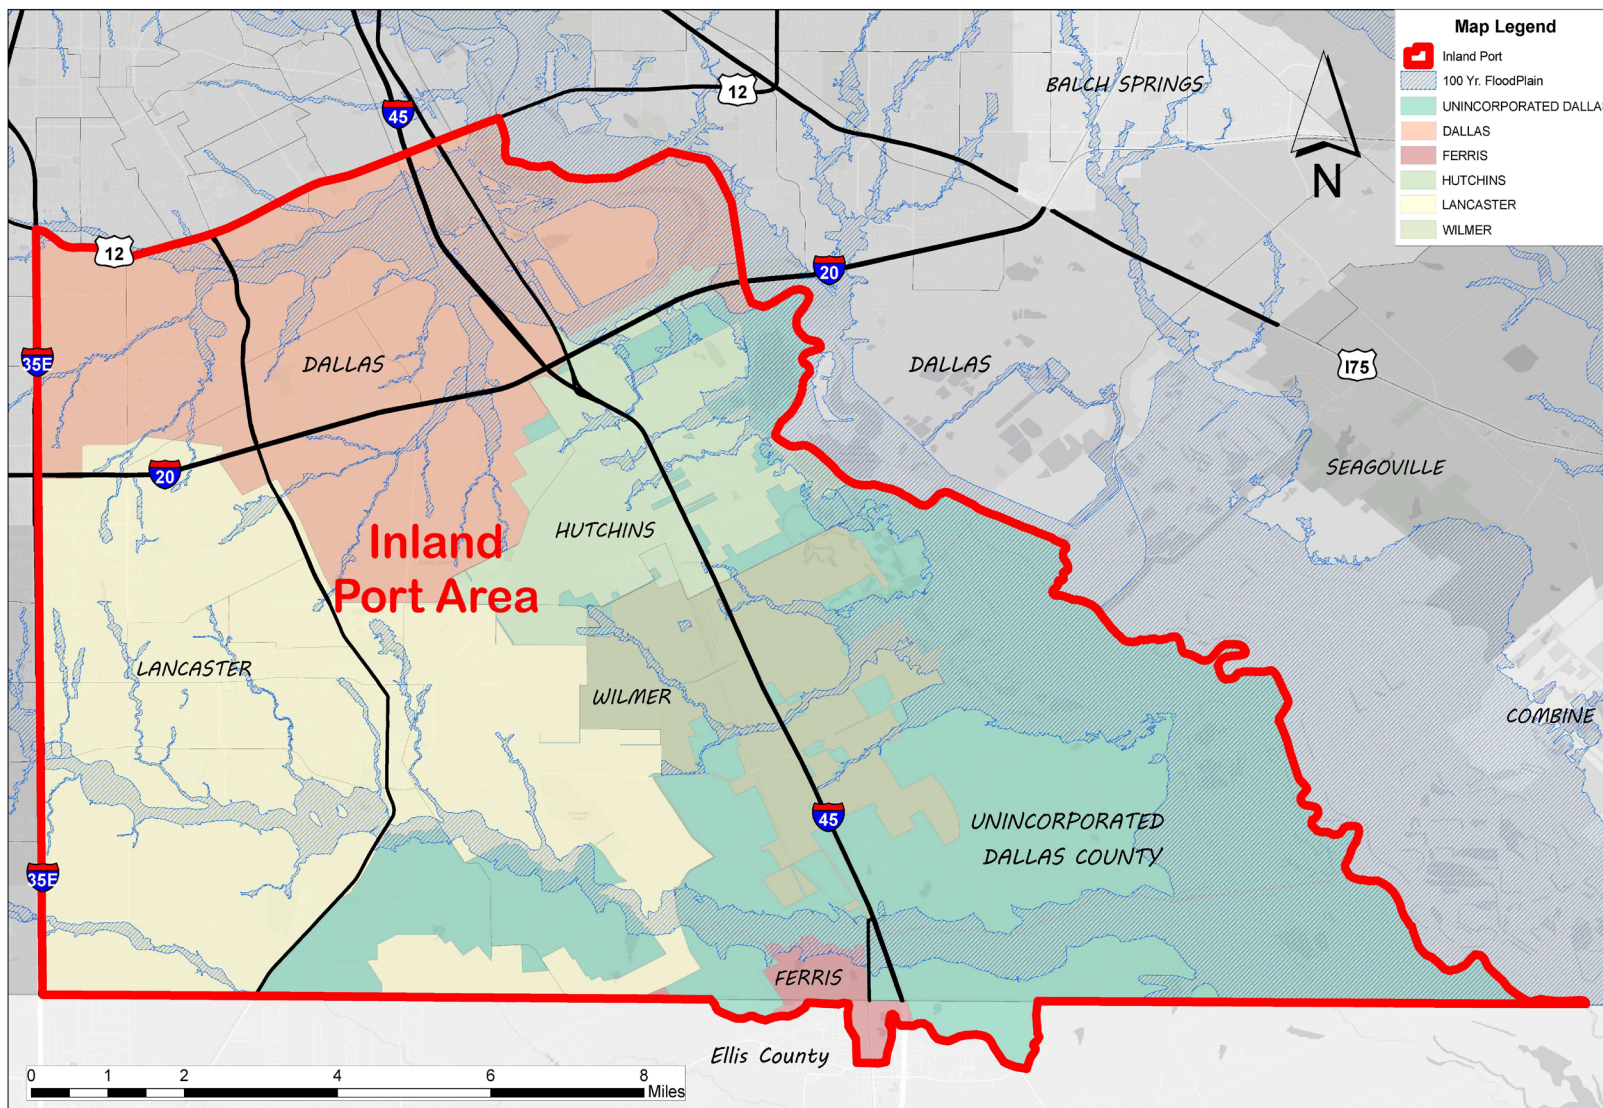 Map Legend
Inland Port
100 Yr. FloodPlain
UNINCORPORATED DALLAS
DALLAS
FERRIS
HUTCHINS
LANCASTER
WILMER
N
12
45
BALCH SPRINGS
12
20
35E
DALLAS
DALLAS
I75
20
SEAGOVILLE
HUTCHINS
Inland
Port Area
LANCASTER
WILMER
COMBINE
45
UNINCORPORATED
DALLAS COUNTY
35E
FERRIS
Ellis County
0 1 2 4 6 8
Miles